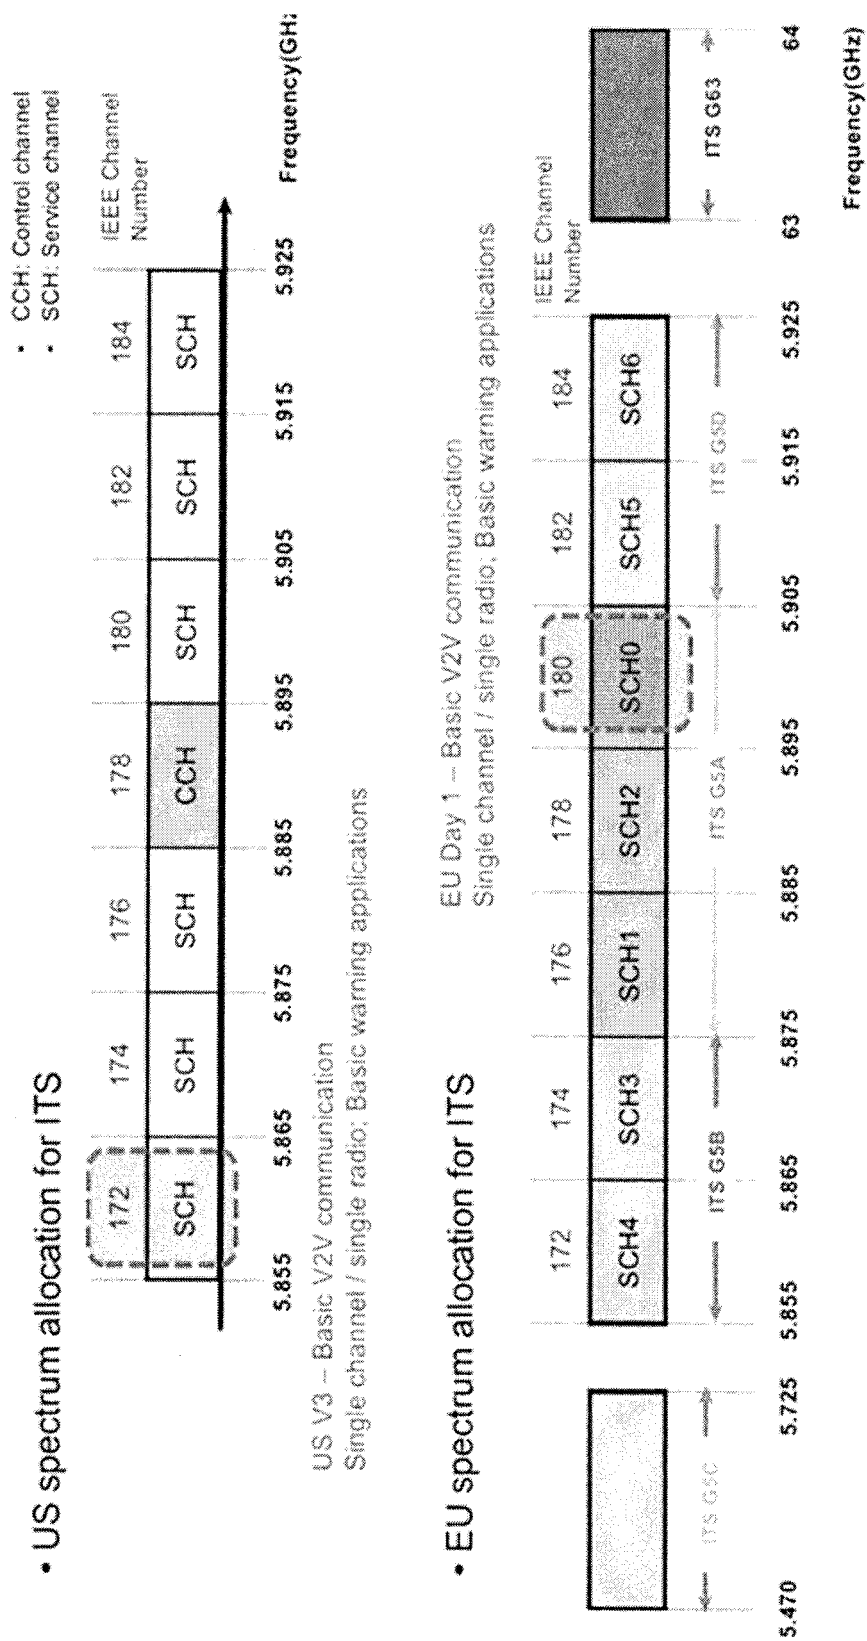 • US spectrum allocation for ITS
• CCH: Control channel
• SCH: Service channel
172 174 176 178 180 182 184 IEEE Channel
Number
SCH SCH SCH CCH SCH SCH SCH
5.855 5.865 5.875 5.885 5.895 5.905 5.915 5.925
Frequency(GHz
US V3 – Basic V2V communication
Single channel / single radio; Basic warning applications
• EU spectrum allocation for ITS
EU Day 1 – Basic V2V communication
Single channel / single radio; Basic warning applications
172 174 176 178 180 182 184 IEEE Channel
Number
SCH4 SCH3 SCH1 SCH2 SCH0 SCH5 SCH6
ITS G5C ITS G5B ITS G5A ITS G5D ITS G63
5.470 5.725 5.855 5.865 5.875 5.885 5.895 5.905 5.915 5.925 63 64
Frequency(GHz)